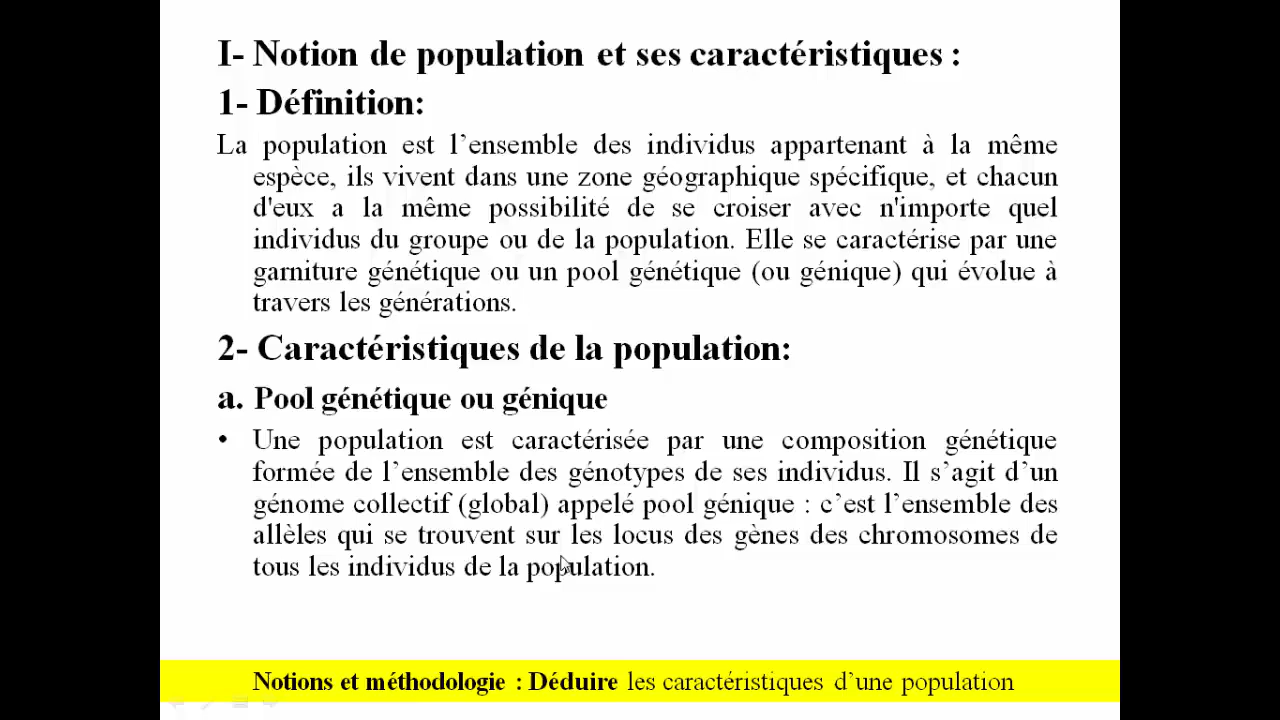 I- Notion de population et ses caractéristiques :
1- Définition:
La population est l’ensemble des individus appartenant à la même
espèce, ils vivent dans une zone géographique spécifique, et chacun
d'eux a la même possibilité de se croiser avec n'importe quel
individus du groupe ou de la population. Elle se caractérise par une
garniture génétique ou un pool génétique (ou génique) qui évolue à
travers les générations.
2- Caractéristiques de la population:
a. Pool génétique ou génique
• Une population est caractérisée par une composition génétique
formée de l’ensemble des génotypes de ses individus. Il s’agit d’un
génome collectif (global) appelé pool génique : c’est l’ensemble des
allèles qui se trouvent sur les locus des gènes des chromosomes de
tous les individus de la population.
Notions et méthodologie : Déduire les caractéristiques d’une population